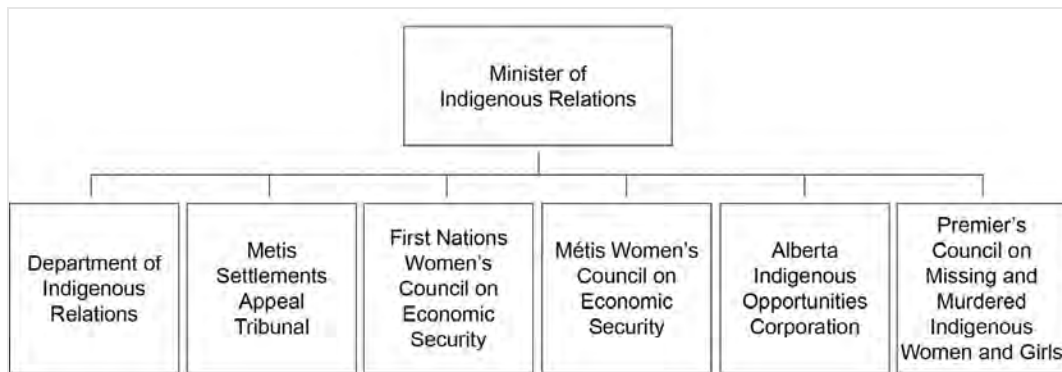 Minister of
Indigenous Relations
Department of
Indigenous
Relations
Metis
Settlements
Appeal
Tribunal
First Nations
Women's
Council on
Economic
Security
Métis Women's
Council on
Economic
Security
Alberta
Indigenous
Opportunities
Corporation
Premier's
Council on
Missing and
Murdered
Indigenous
Women and Girls